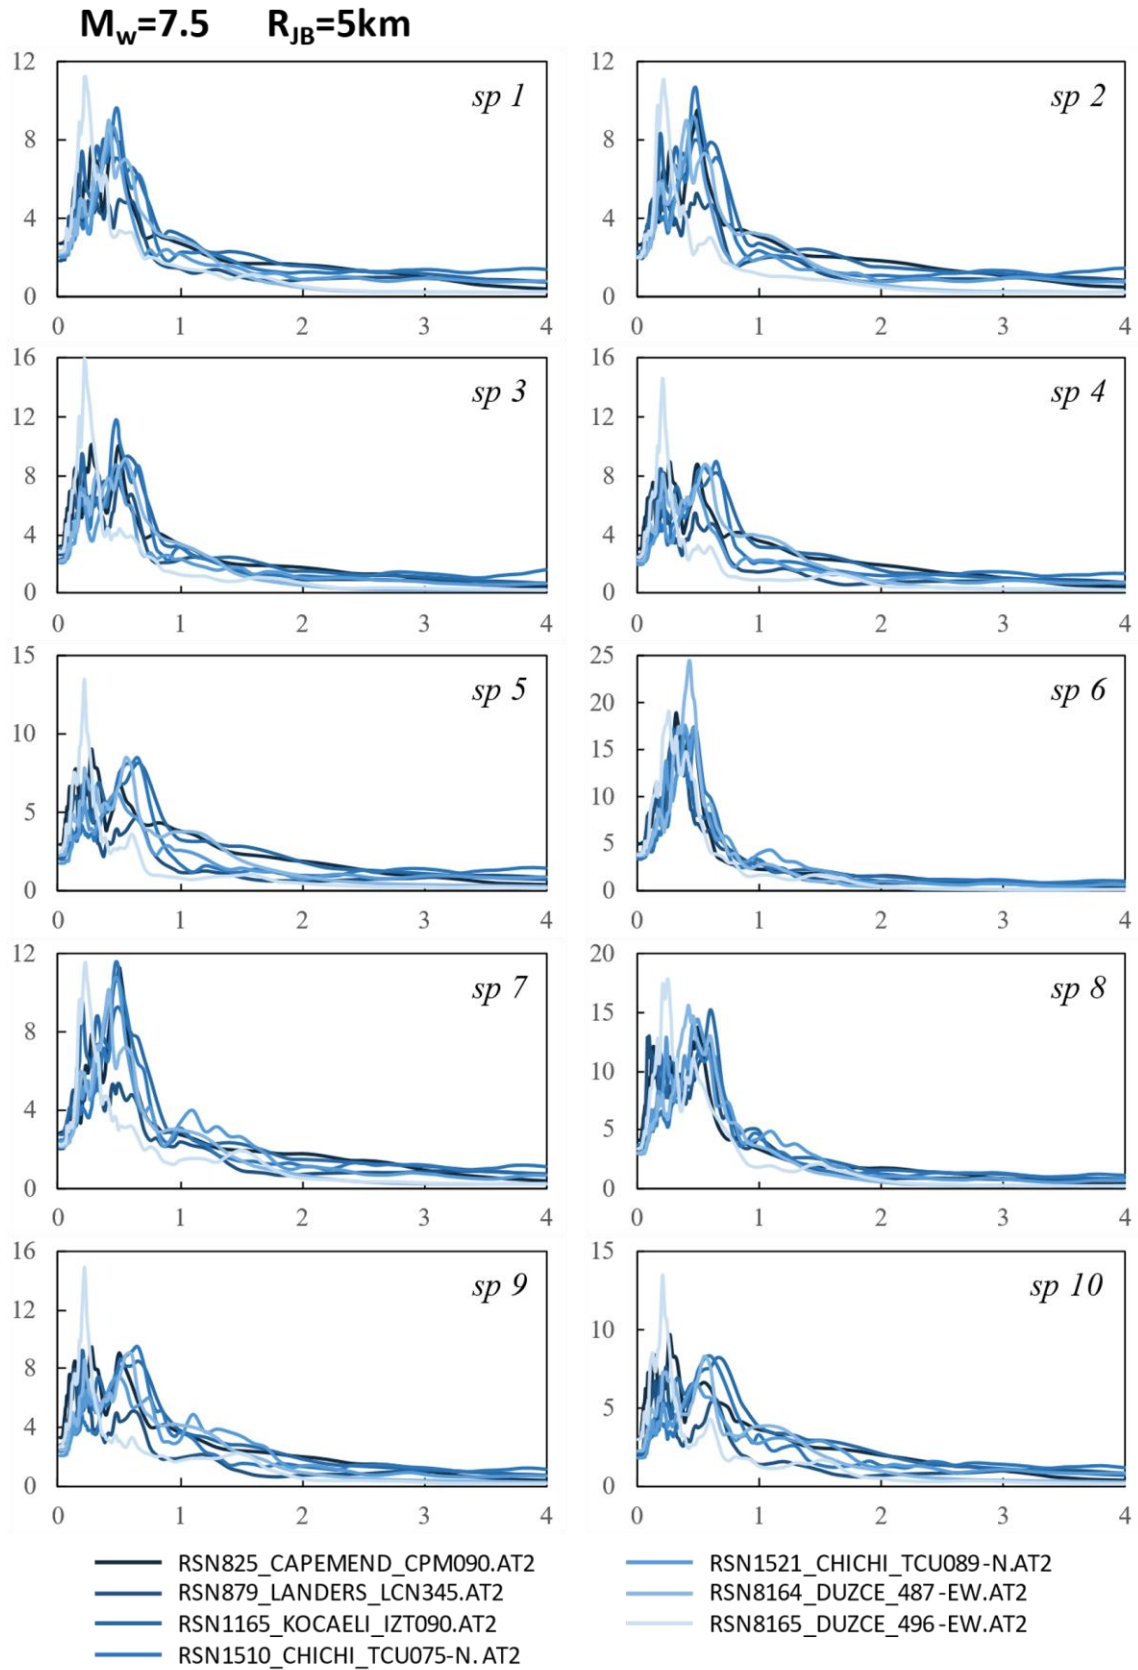 Mw=7.5 RJB=5km
12
8
4
0
sp 1
0 1 2 3 4
12
8
4
0
sp 2
0 1 2 3 4
16
12
8
4
0
sp 3
0 1 2 3 4
16
12
8
4
0
sp 4
0 1 2 3 4
15
10
5
0
sp 5
0 1 2 3 4
25
20
15
10
5
0
sp 6
0 1 2 3 4
12
8
4
0
sp 7
0 1 2 3 4
20
15
10
5
0
sp 8
0 1 2 3 4
16
12
8
4
0
sp 9
0 1 2 3 4
15
10
5
0
sp 10
0 1 2 3 4
RSN825_CAPEMEND_CPM090.AT2
RSN879_LANDERS_LCN345.AT2
RSN1165_KOCAELI_IZT090.AT2
RSN1510_CHICHI_TCU075-N.AT2
RSN1521_CHICHI_TCU089-N.AT2
RSN8164_DUZCE_487-EW.AT2
RSN8165_DUZCE_496-EW.AT2